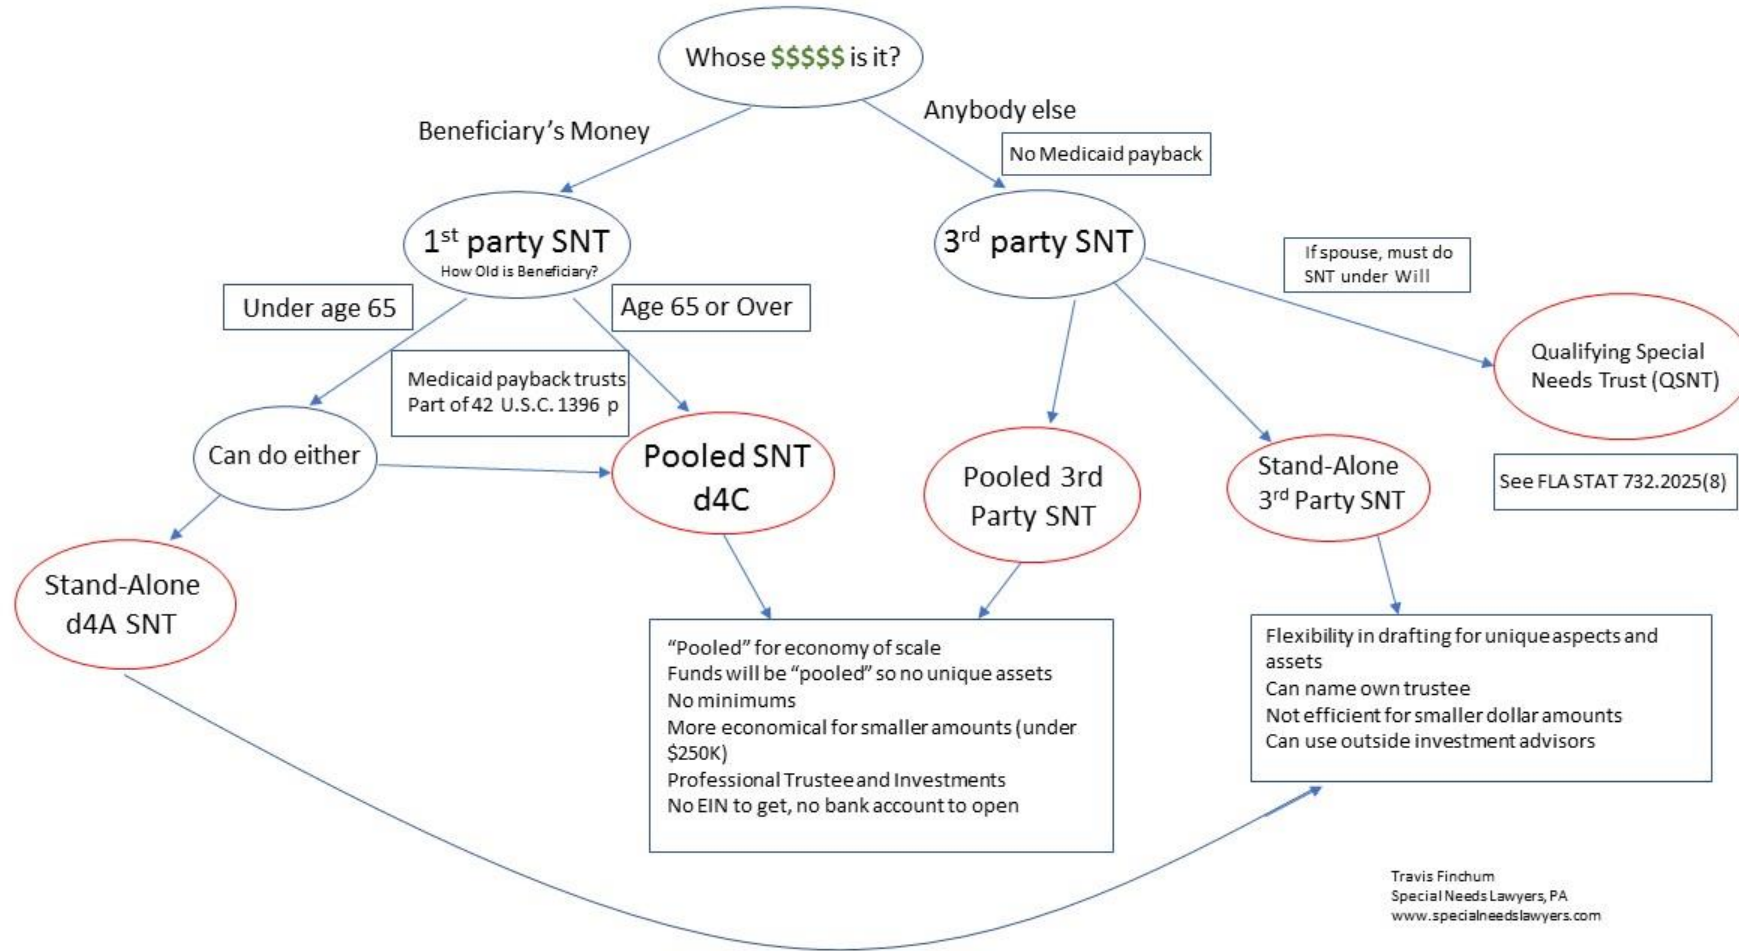 Whose $$$$$ is it?
Beneficiary's Money
Anybody else
No Medicaid payback
1st party SNT
How Old is Beneficiary?
3rd party SNT
If spouse, must do
SNT under Will
Under age 65
Age 65 or Over
Medicaid payback trusts
Part of 42 U.S.C. 1396 p
Qualifying Special
Needs Trust (QSNT)
Can do either
Pooled SNT
d4C
Pooled 3rd
Party SNT
Stand-Alone
3rd Party SNT
See FLA STAT 732.2025(8)
Stand-Alone
d4A SNT
“Pooled” for economy of scale
Funds will be “pooled” so no unique assets
No minimums
More economical for smaller amounts (under
$250K)
Professional Trustee and Investments
No EIN to get, no bank account to open
Flexibility in drafting for unique aspects and
assets
Can name own trustee
Not efficient for smaller dollar amounts
Can use outside investment advisors
Travis Finchum
Special Needs Lawyers, PA
www.specialneedslawyers.com